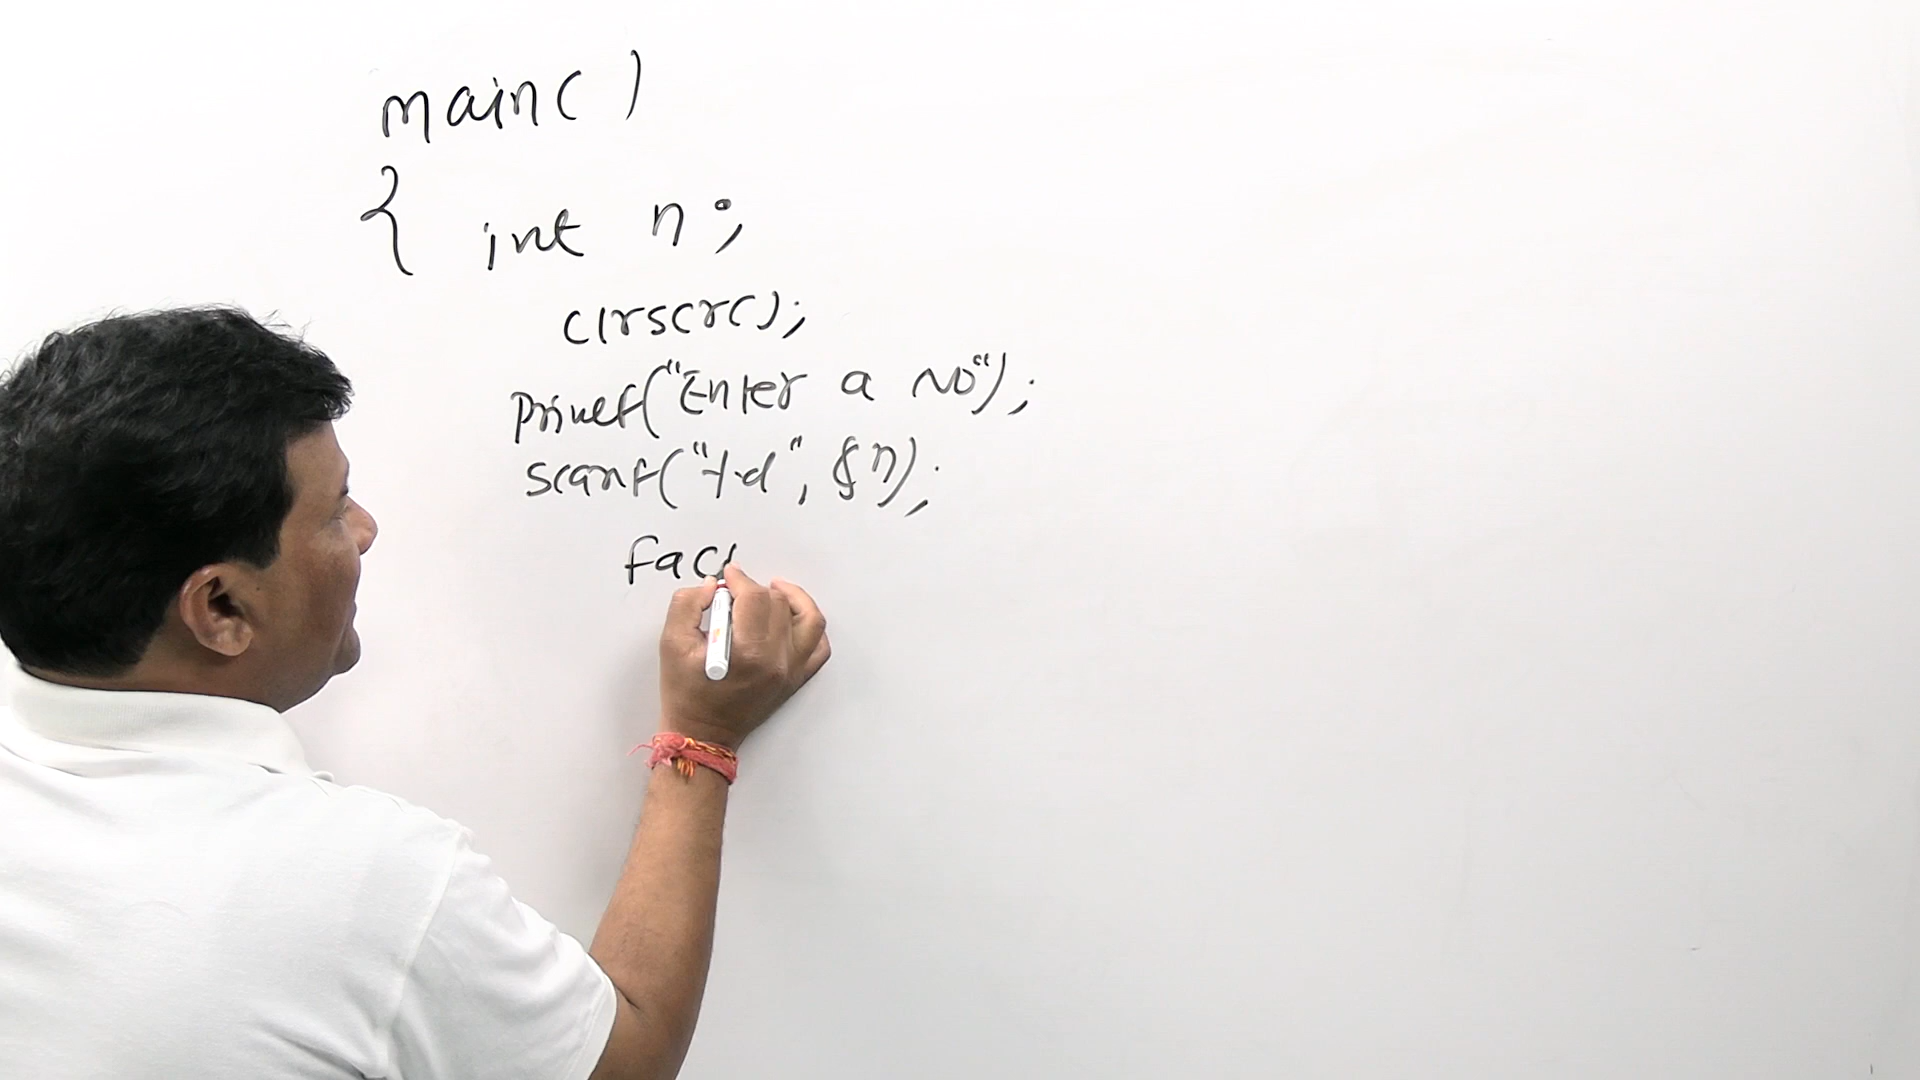 main( )
{ int n;
clrscr();
printf("Enter a No");
scanf("%d", &n);
fac